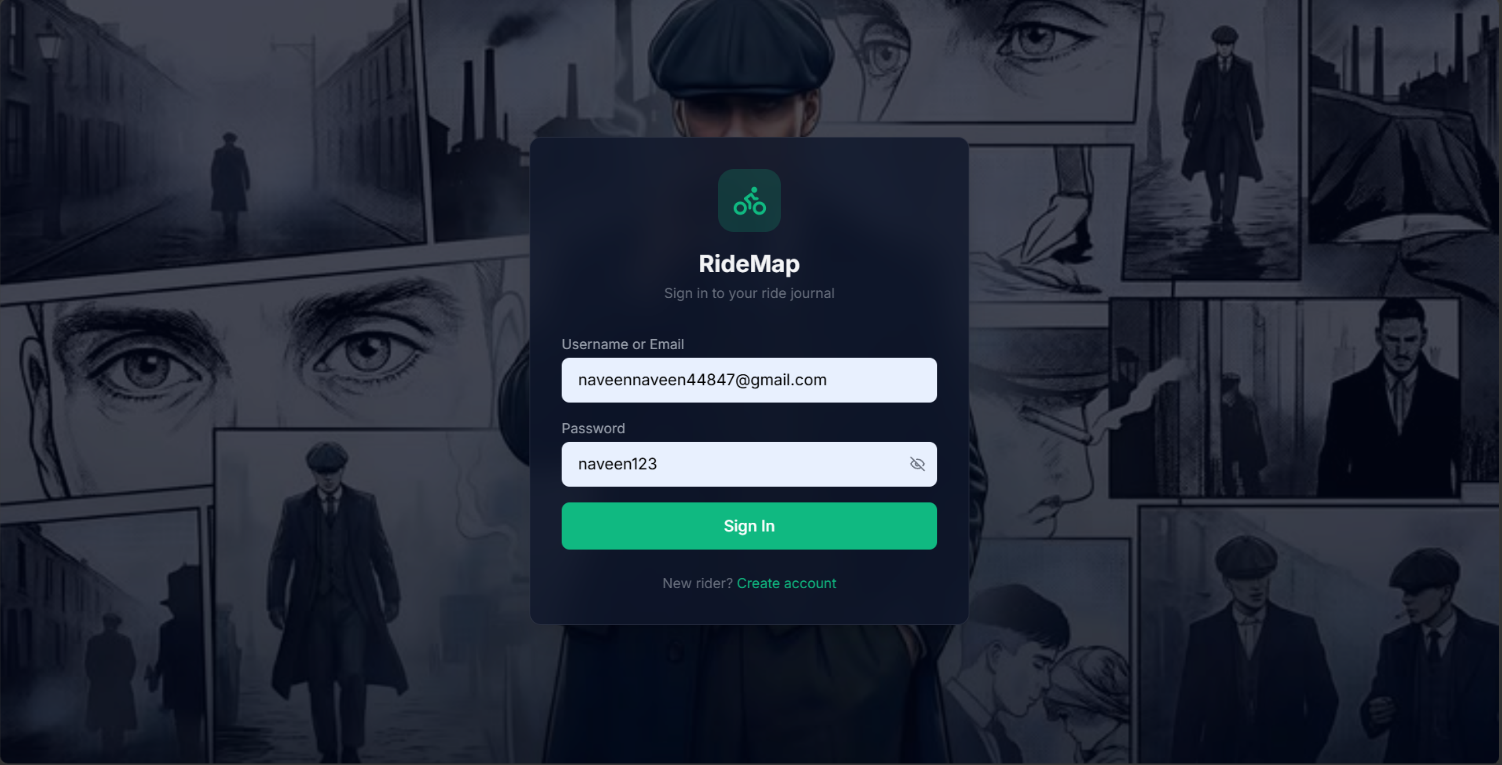 RideMap
Sign in to your ride journal
Username or Email
naveennaveen44847@gmail.com
Password
naveen123
Sign In
New rider? Create account